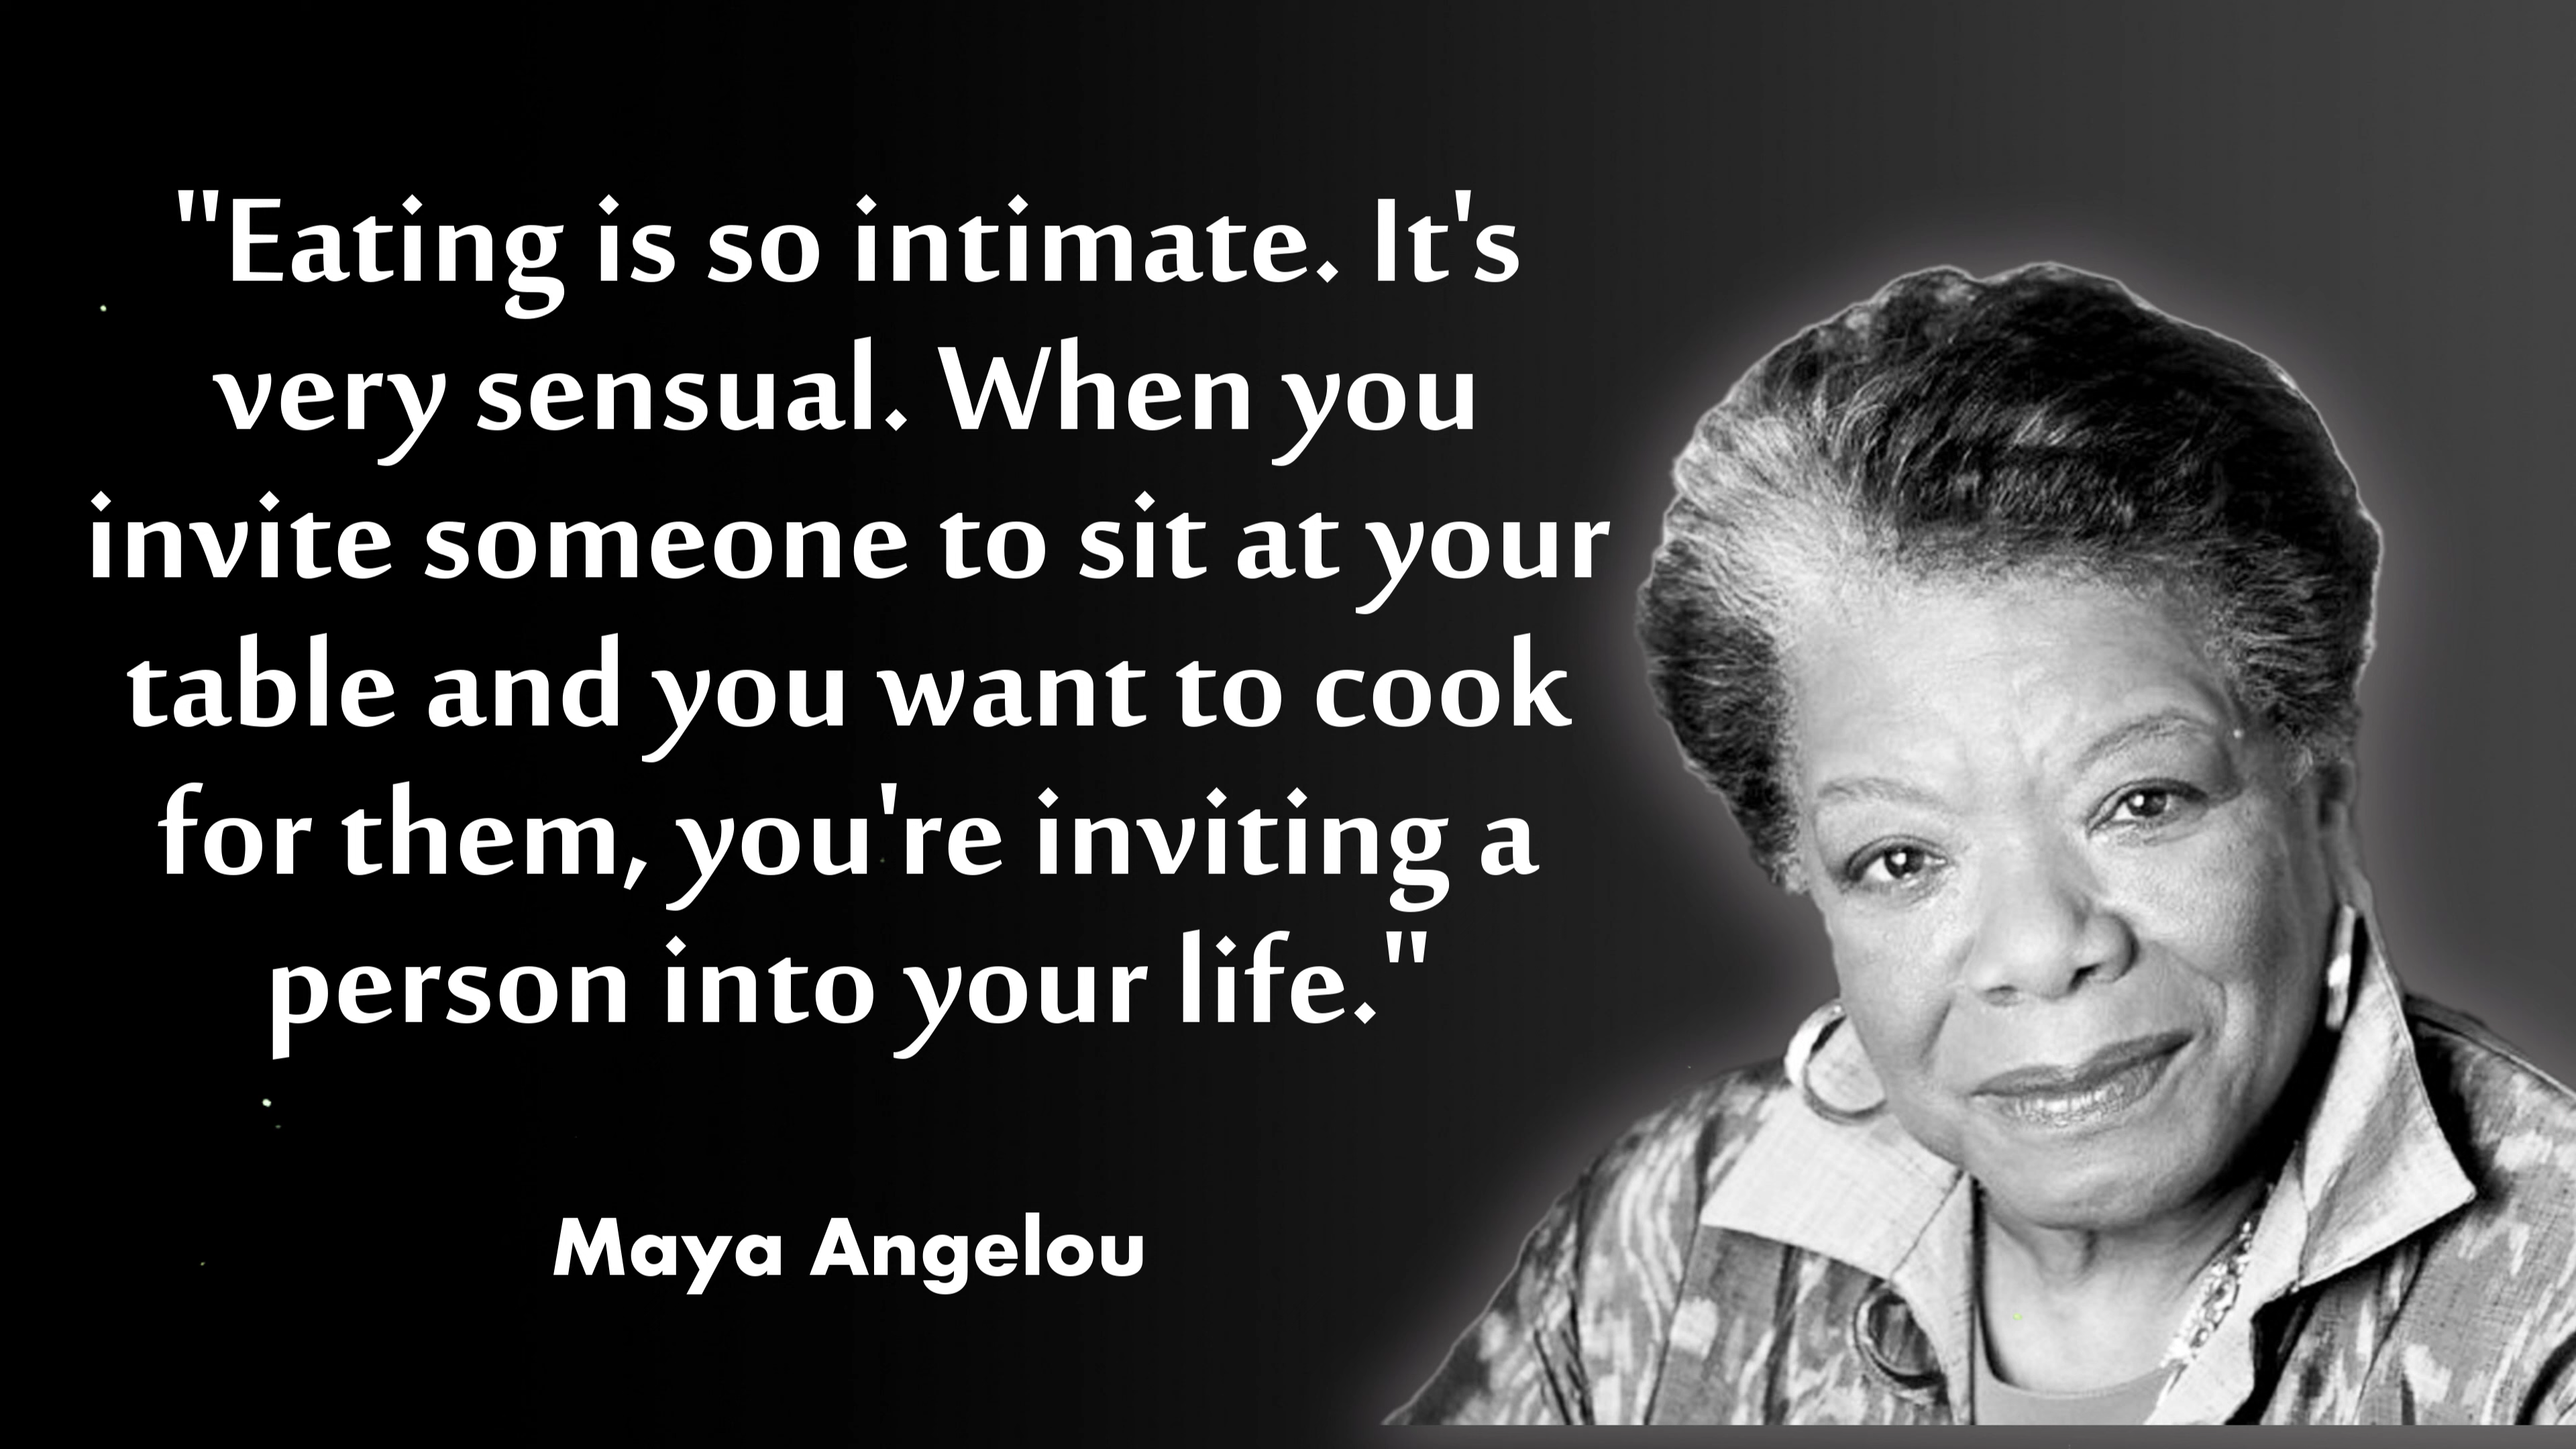 "Eating is so intimate. It's
very sensual. When you
invite someone to sit at your
table and you want to cook
for them, you're inviting a
person into your life."
Maya Angelou